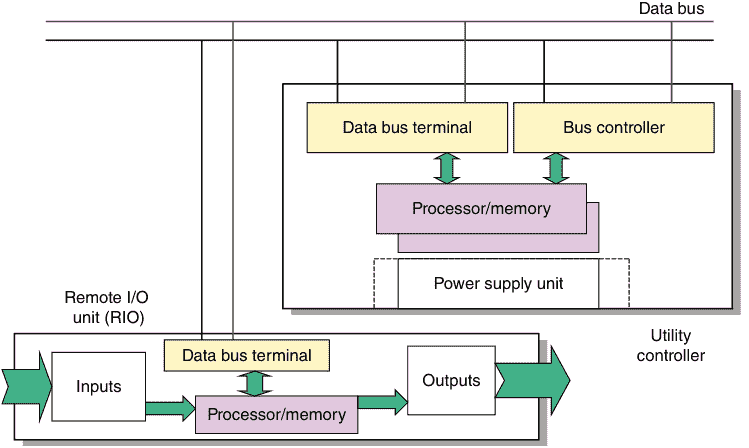 Data bus
Data bus terminal
Bus controller
Processor/memory
Power supply unit
Remote I/O
unit (RIO)
Utility
controller
Data bus terminal
Inputs
Outputs
Processor/memory